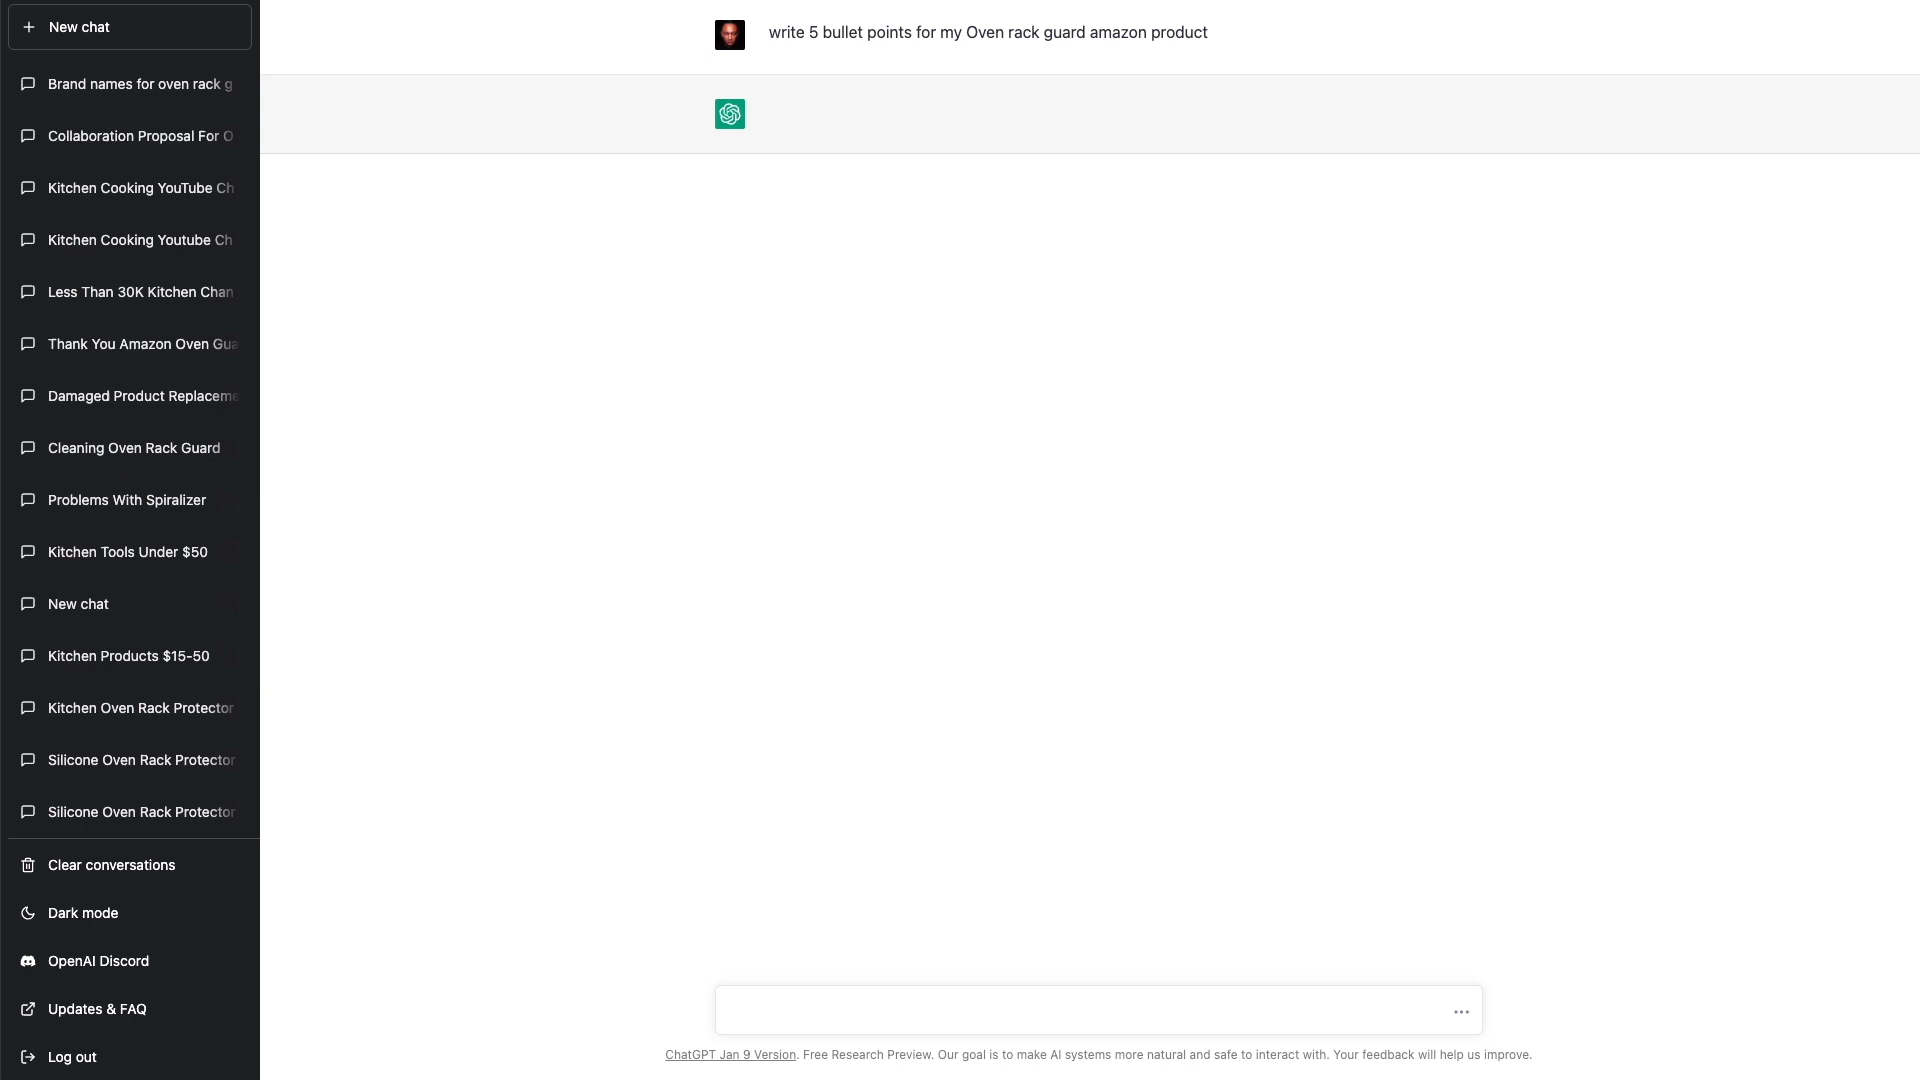 New chat
Brand names for oven rack g
Collaboration Proposal For O
Kitchen Cooking YouTube Ch
Kitchen Cooking Youtube Ch
Less Than 30K Kitchen Chan
Thank You Amazon Oven Gua
Damaged Product Replaceme
Cleaning Oven Rack Guard
Problems With Spiralizer
Kitchen Tools Under $50
New chat
Kitchen Products $15-50
Kitchen Oven Rack Protector
Silicone Oven Rack Protector
Silicone Oven Rack Protector
Clear conversations
Dark mode
OpenAI Discord
Updates & FAQ
Log out
write 5 bullet points for my Oven rack guard amazon product
ChatGPT Jan 9 Version. Free Research Preview. Our goal is to make AI systems more natural and safe to interact with. Your feedback will help us improve.